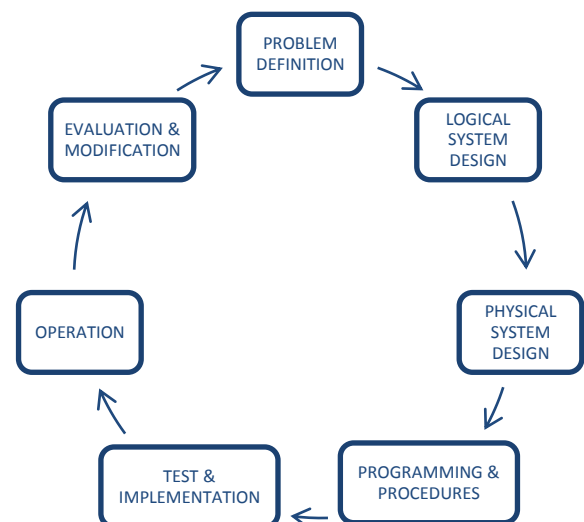 PROBLEM
DEFINITION
LOGICAL
SYSTEM
DESIGN
PHYSICAL
SYSTEM
DESIGN
PROGRAMMING &
PROCEDURES
TEST &
IMPLEMENTATION
OPERATION
EVALUATION &
MODIFICATION